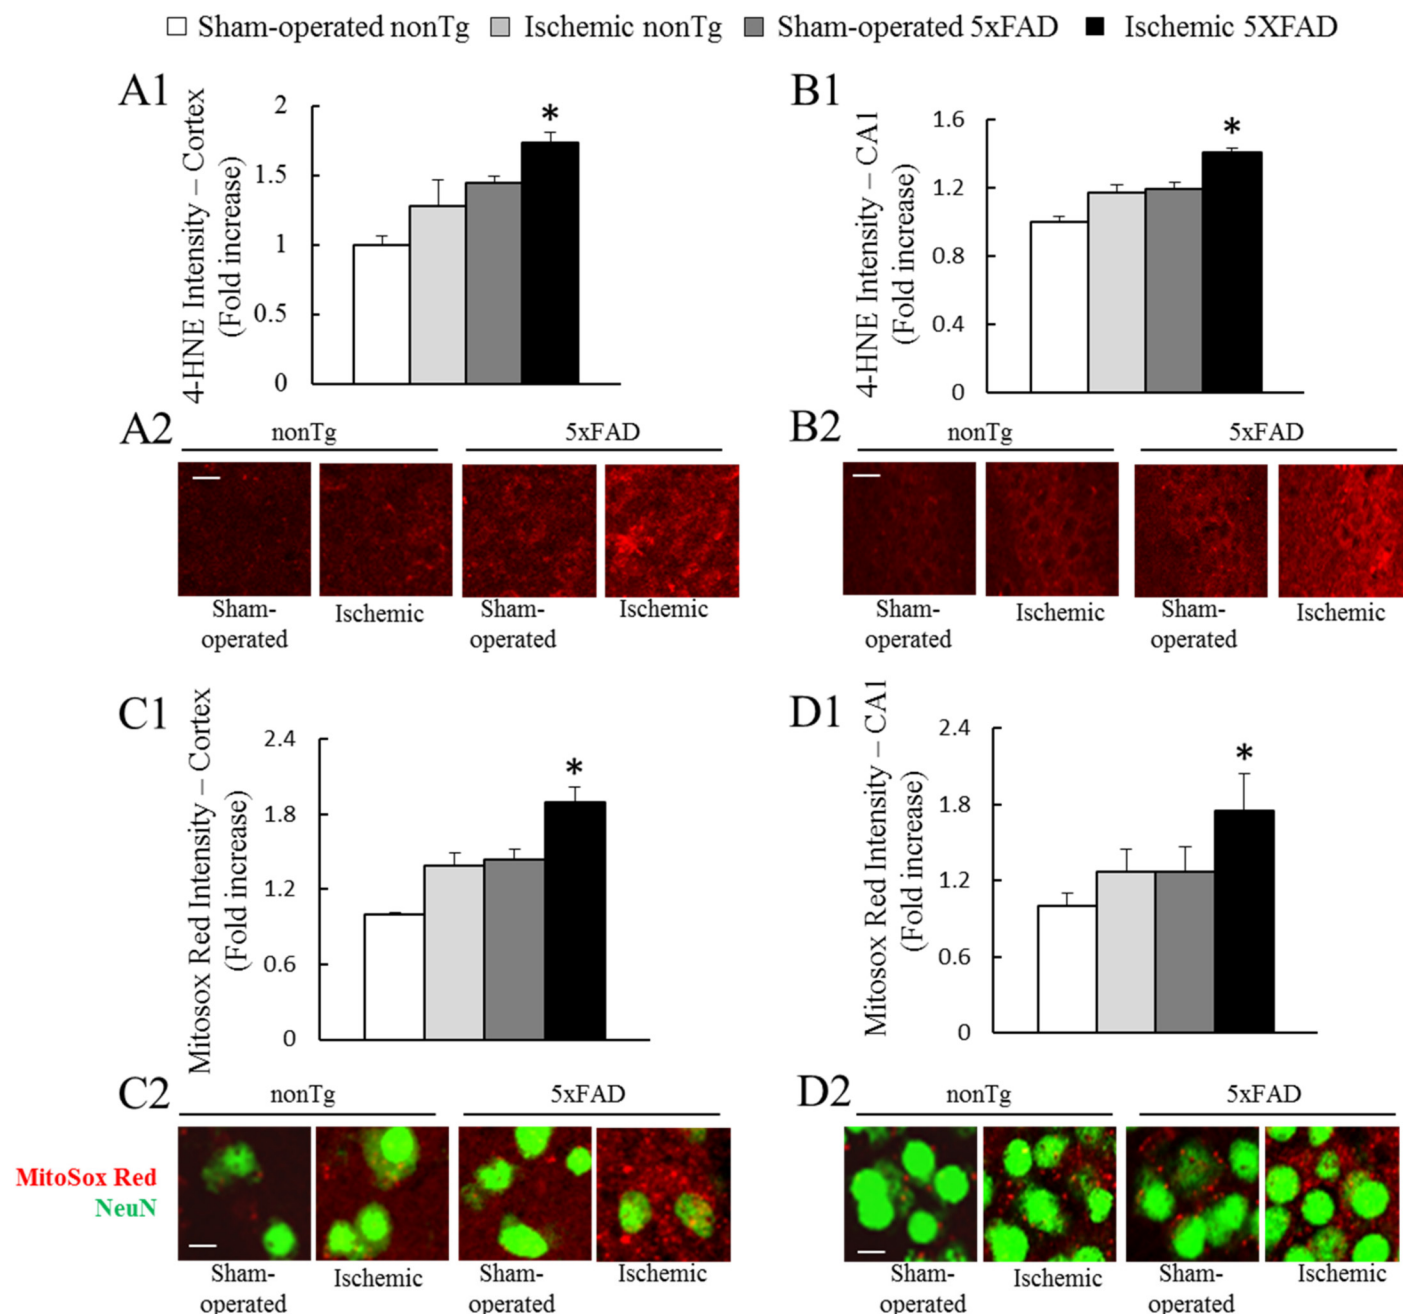 Sham-operated nonTg Ischemic nonTg Sham-operated 5xFAD Ischemic 5XFAD
A1
4-HNE Intensity – Cortex
(Fold increase)
2
1.5
1
0.5
0
*
B1
4-HNE Intensity – CA1
(Fold increase)
1.6
1.2
0.8
0.4
0
*
A2
nonTg 5xFAD
Sham-
operated
Ischemic
Sham-
operated
Ischemic
B2
nonTg 5xFAD
Sham-
operated
Ischemic
Sham-
operated
Ischemic
C1
Mitosox Red Intensity – Cortex
(Fold increase)
2.4
1.8
1.2
0.6
0
*
D1
Mitosox Red Intensity – CA1
(Fold increase)
2.4
1.8
1.2
0.6
0
*
C2
nonTg 5xFAD
MitoSox Red
NeuN
Sham-
operated
Ischemic
Sham-
operated
Ischemic
D2
nonTg 5xFAD
Sham-
operated
Ischemic
Sham-
operated
Ischemic